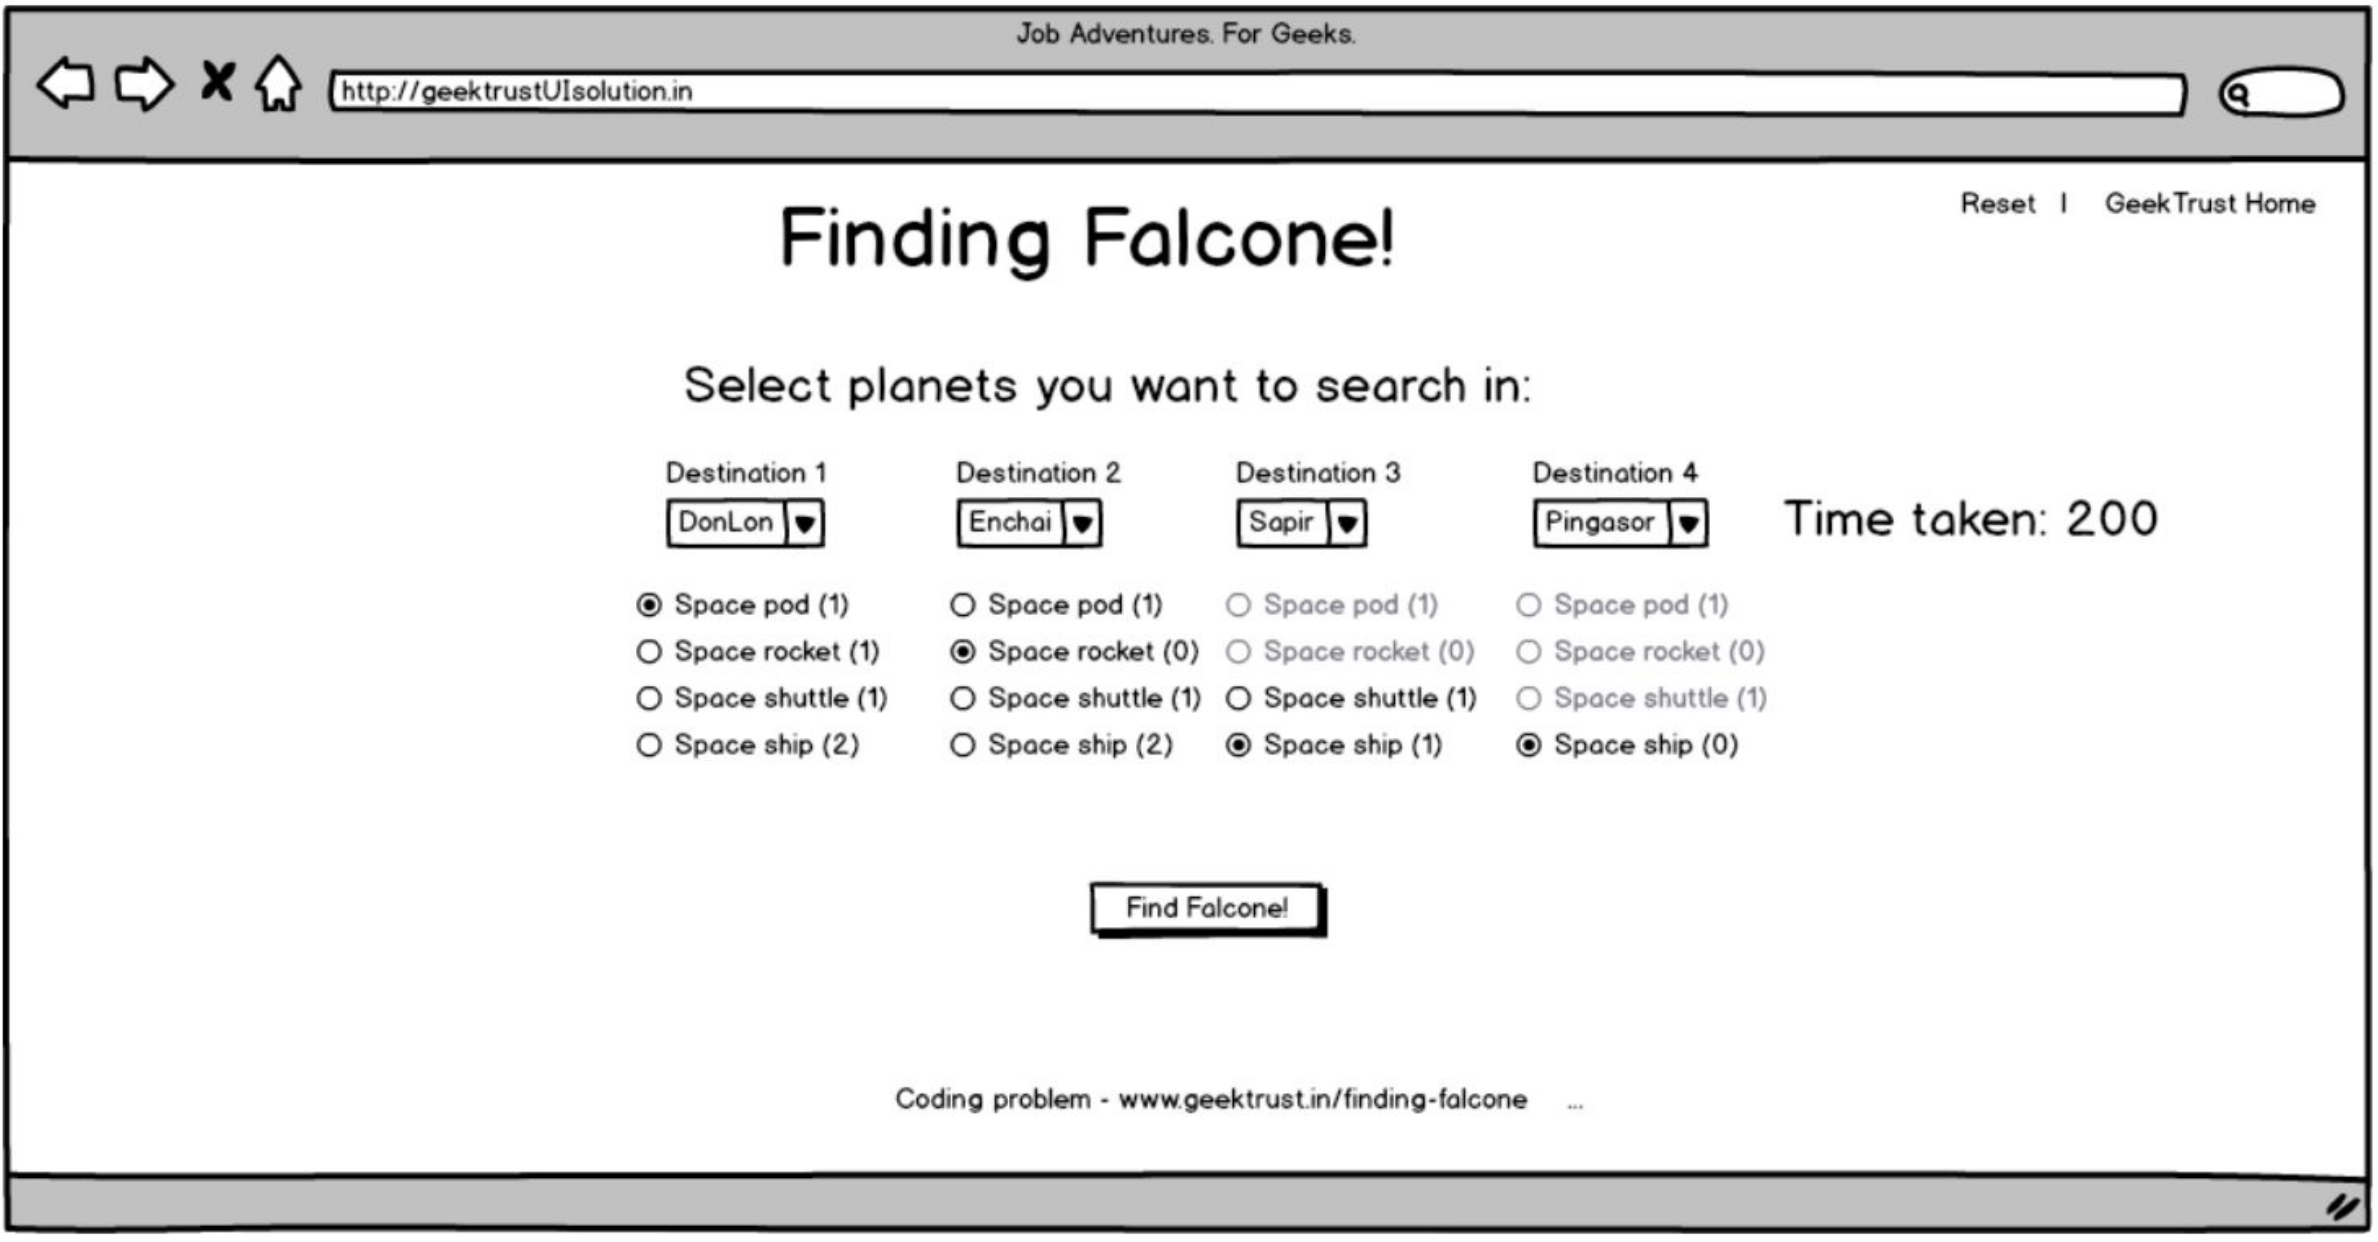 Job Adventures. For Geeks.
http://geektrustUIsolution.in
Reset | GeekTrust Home
Finding Falcone!
Select planets you want to search in:
Destination 1 Destination 2 Destination 3 Destination 4
DonLon Enchai Sapir Pingasor Time taken: 200
Space pod (1) Space pod (1) Space pod (1) Space pod (1)
Space rocket (1) Space rocket (0) Space rocket (0) Space rocket (0)
Space shuttle (1) Space shuttle (1) Space shuttle (1) Space shuttle (1)
Space ship (2) Space ship (2) Space ship (1) Space ship (0)
Find Falcone!
Coding problem - www.geektrust.in/finding-falcone ...